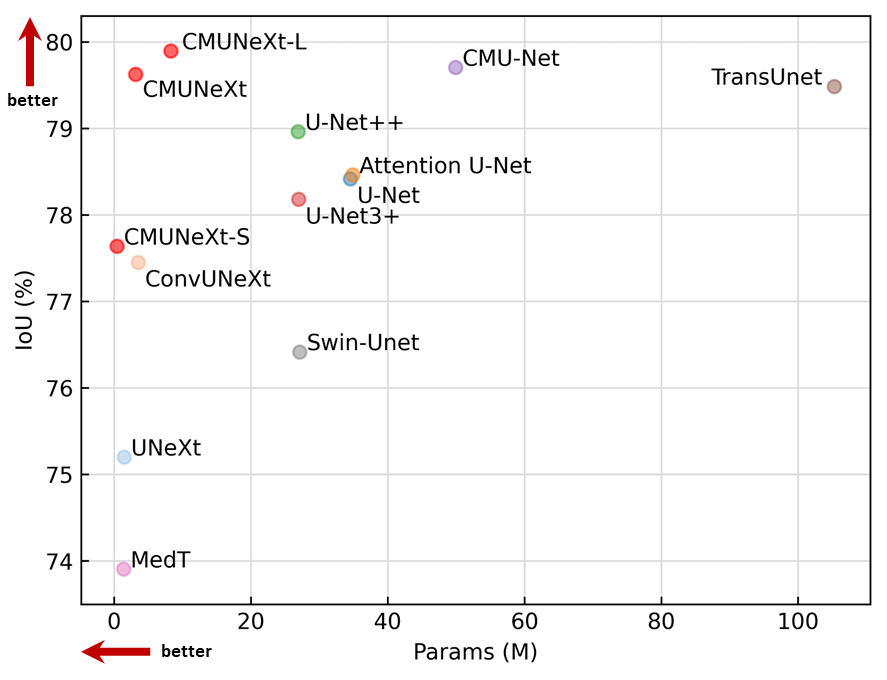 80
CMUNeXt-L
CMU-Net
TransUnet
better
CMUNeXt
79
U-Net++
Attention U-Net
U-Net
78
U-Net3+
CMUNeXt-S
ConvUNeXt
77
IoU (%)
Swin-Unet
76
UNeXt
75
MedT
74
0 20 40 60 80 100
better
Params (M)